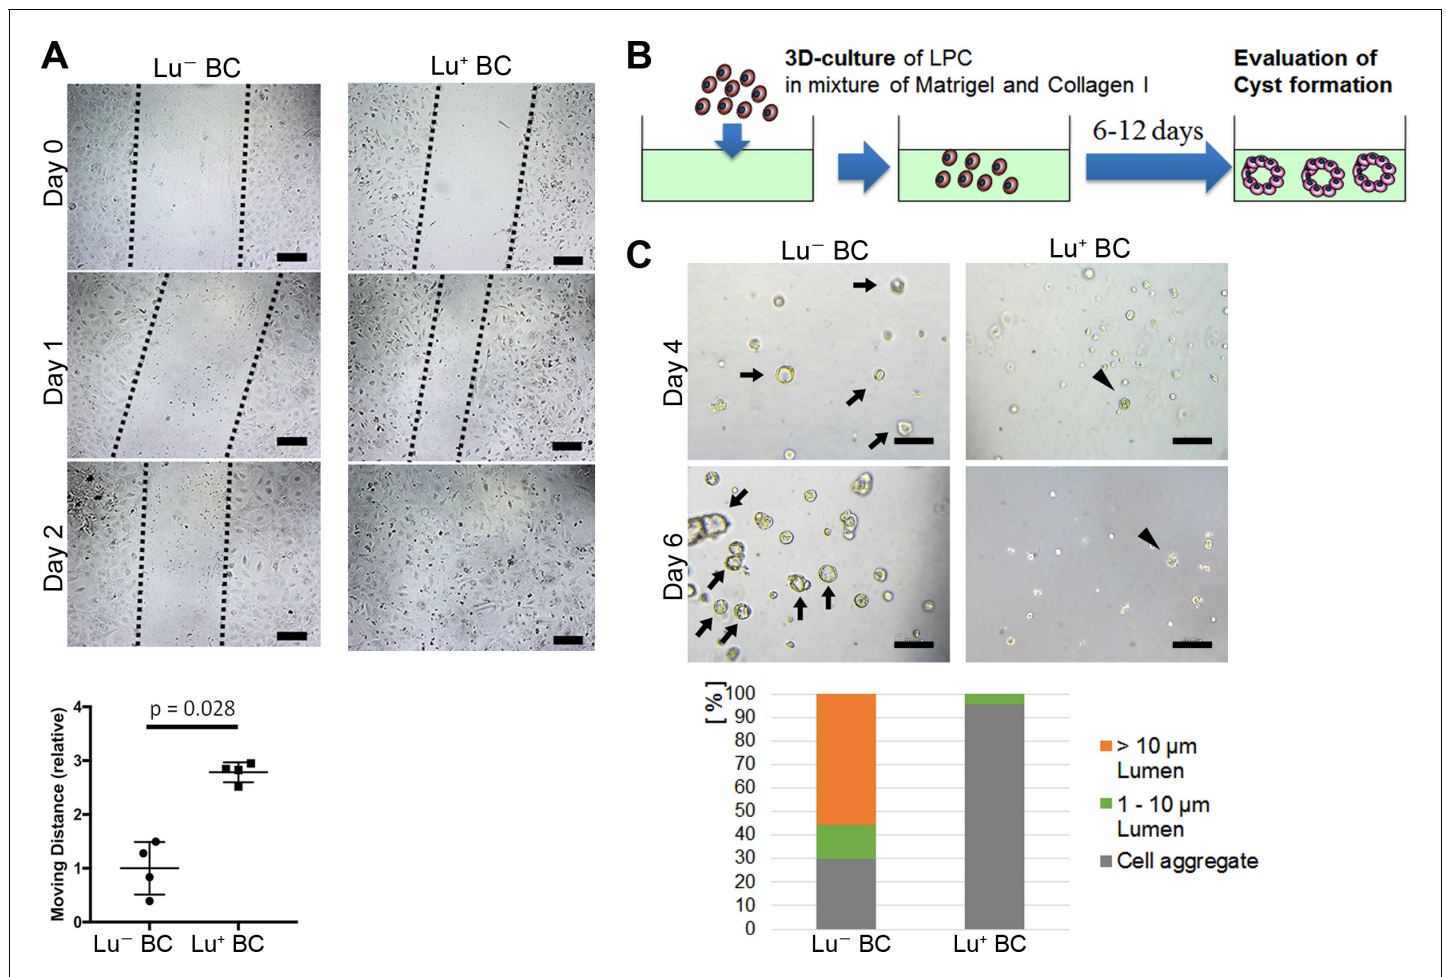 A
Lu⁻ BC
Lu⁺ BC
Day 0
Day 1
Day 2
Moving Distance (relative)
p = 0.028
4
3
2
1
0
Lu⁻ BC
Lu⁺ BC
B
3D-culture of LPC
in mixture of Matrigel and Collagen I
6-12 days
Evaluation of
Cyst formation
C
Lu⁻ BC
Lu⁺ BC
Day 4
Day 6
[ % ]
100
90
80
70
60
50
40
30
20
10
0
Lu⁻ BC
Lu⁺ BC
> 10 µm
Lumen
1 - 10 µm
Lumen
Cell aggregate